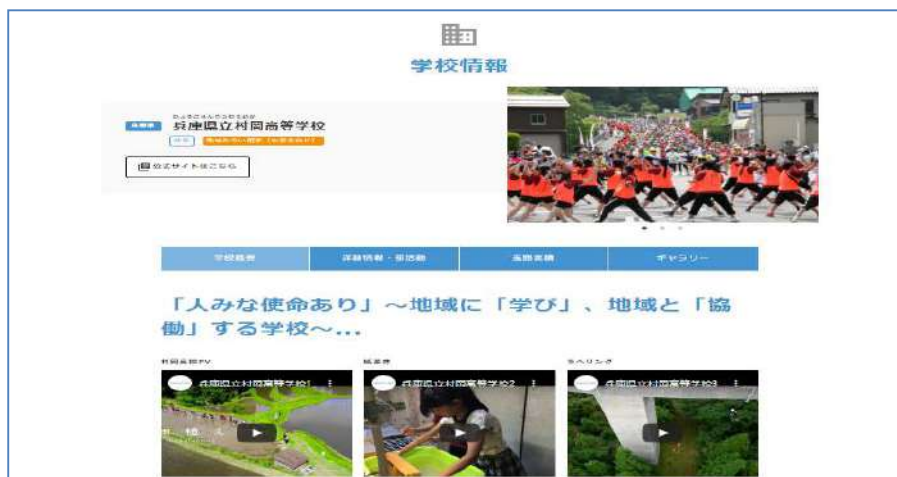 学校情報
兵庫県
兵庫県立村岡高等学校
公式サイトはこちら
学校概要
詳細情報・部活動
進路実績
ギャラリー
「人みな使命あり」~地域に「学び」、地域と「協
働」する学校~...
村岡高校PV
兵庫県立村岡高等学校1
兵庫県立村岡高等学校2
兵庫県立村岡高等学校3